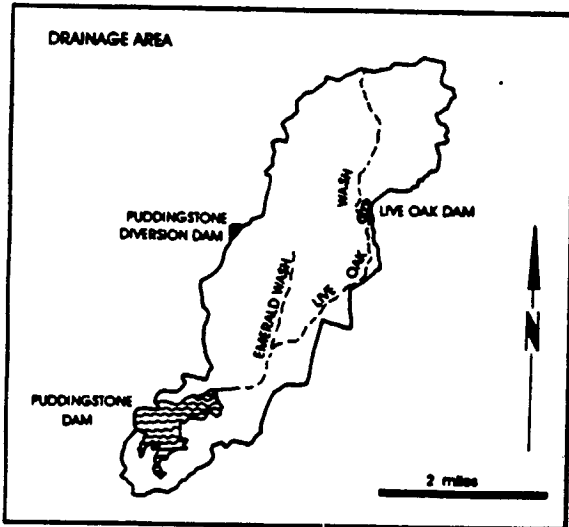 DRAINAGE AREA
WASH
LIVE OAK DAM
PUDDINGSTONE
DIVERSION DAM
OAK
LIVE
EMERALD WASH
N
PUDDINGSTONE
DAM
2 miles